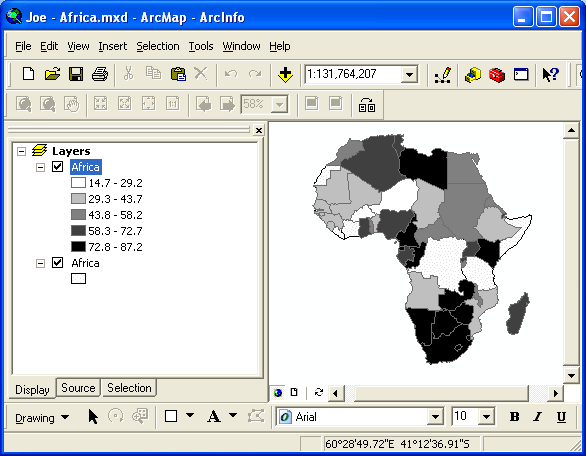 Joe - Africa.mxd - ArcMap - ArcInfo
File Edit View Insert Selection Tools Window Help
1:131,764,207
1:1 58%
Layers
Africa
14.7 - 29.2
29.3 - 43.7
43.8 - 58.2
58.3 - 72.7
72.8 - 87.2
Africa
Display Source Selection
Drawing A Arial 10 B I U
60°28'49.72"E 41°12'36.91"S